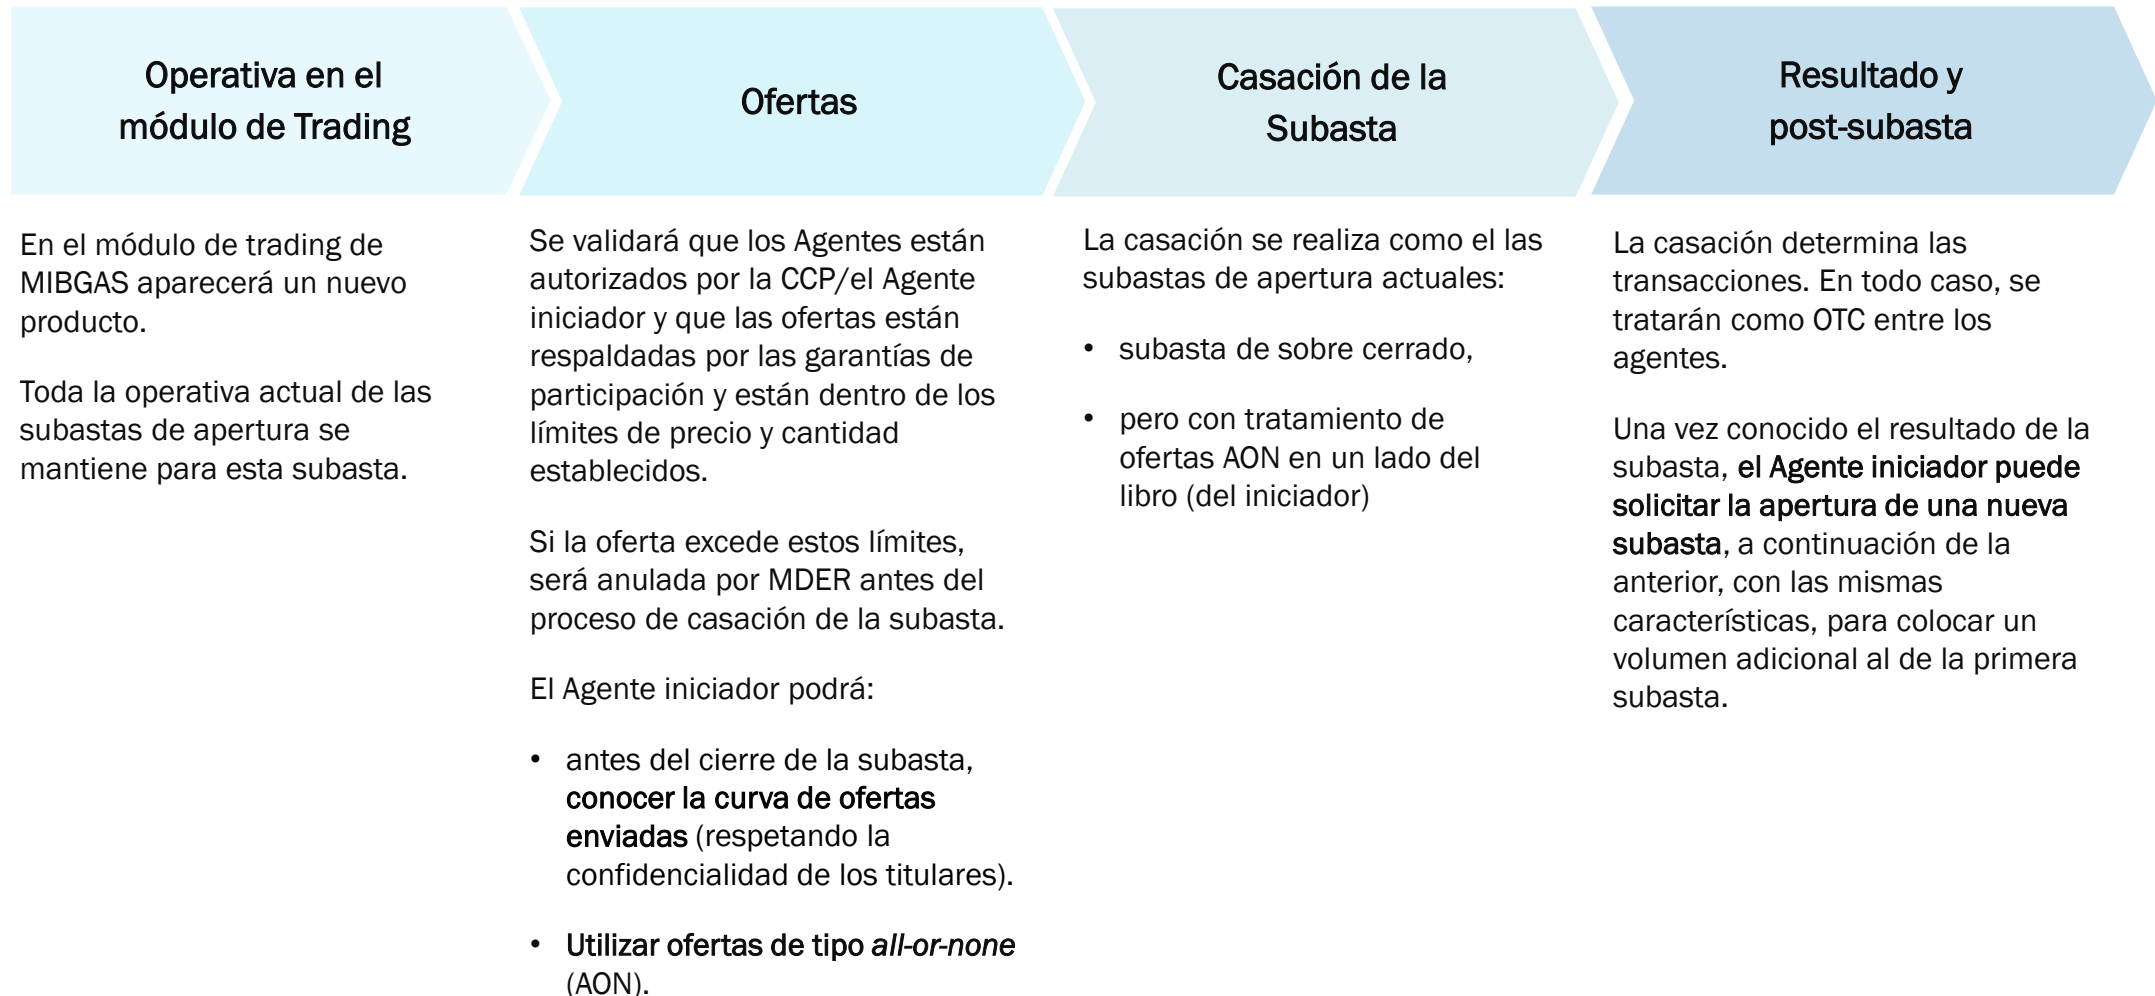 Operativa en el
módulo de Trading
Ofertas
Casación de la
Subasta
Resultado y
post-subasta
En el módulo de trading de
MIBGAS aparecerá un nuevo
producto.
Toda la operativa actual de las
subastas de apertura se
mantiene para esta subasta.
Se validará que los Agentes están
autorizados por la CCP/el Agente
iniciador y que las ofertas están
respaldadas por las garantías de
participación y están dentro de los
límites de precio y cantidad
establecidos.
Si la oferta excede estos límites,
será anulada por MDER antes del
proceso de casación de la subasta.
El Agente iniciador podrá:
• antes del cierre de la subasta,
conocer la curva de ofertas
enviadas (respetando la
confidencialidad de los titulares).
• Utilizar ofertas de tipo all-or-none
(AON).
La casación se realiza como el las
subastas de apertura actuales:
• subasta de sobre cerrado,
• pero con tratamiento de
ofertas AON en un lado del
libro (del iniciador)
La casación determina las
transacciones. En todo caso, se
tratarán como OTC entre los
agentes.
Una vez conocido el resultado de la
subasta, el Agente iniciador puede
solicitar la apertura de una nueva
subasta, a continuación de la
anterior, con las mismas
características, para colocar un
volumen adicional al de la primera
subasta.